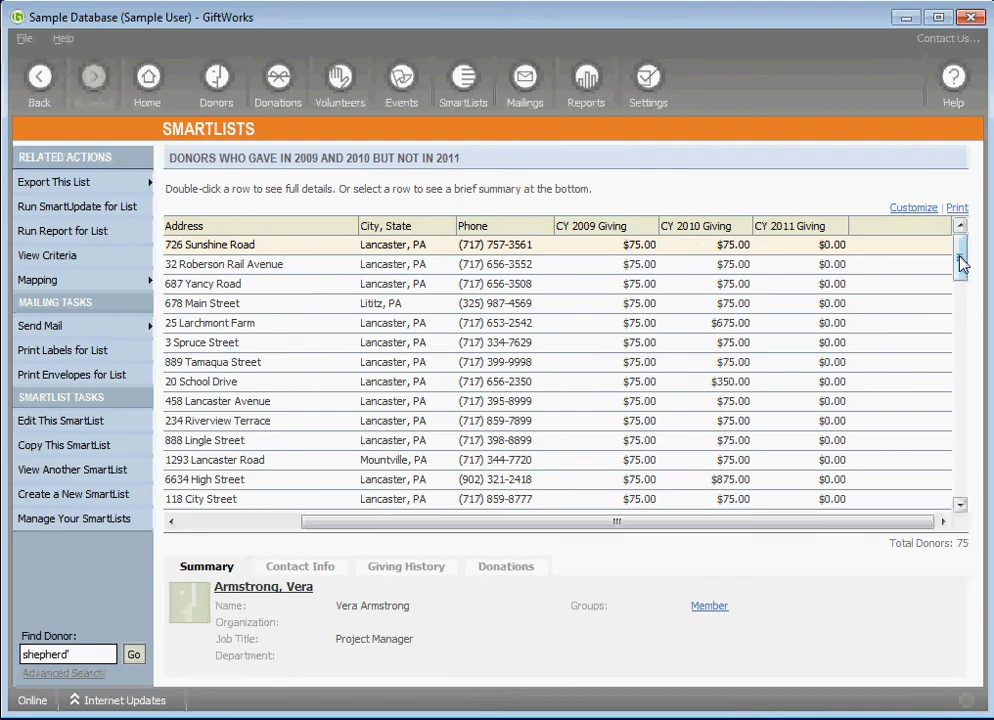 Sample Database (Sample User) - GiftWorks
File Help Contact Us...
Back Home Donors Donations Volunteers Events SmartLists Mailings Reports Settings Help
SMARTLISTS
RELATED ACTIONS
Export This List
Run SmartUpdate for List
Run Report for List
View Criteria
Mapping
MAILING TASKS
Send Mail
Print Labels for List
Print Envelopes for List
SMARTLIST TASKS
Edit This SmartList
Copy This SmartList
View Another SmartList
Create a New SmartList
Manage Your SmartLists
Find Donor:
shepherd' Go
Advanced Search
DONORS WHO GAVE IN 2009 AND 2010 BUT NOT IN 2011
Double-click a row to see full details. Or select a row to see a brief summary at the bottom.
Customize | Print
Address City, State Phone CY 2009 Giving CY 2010 Giving CY 2011 Giving
726 Sunshine Road Lancaster, PA (717) 757-3561 $75.00 $75.00 $0.00
32 Roberson Rail Avenue Lancaster, PA (717) 656-3552 $75.00 $75.00 $0.00
687 Yancy Road Lancaster, PA (717) 656-3508 $75.00 $75.00 $0.00
678 Main Street Lititz, PA (325) 987-4569 $75.00 $75.00 $0.00
25 Larchmont Farm Lancaster, PA (717) 653-2542 $75.00 $675.00 $0.00
3 Spruce Street Lancaster, PA (717) 334-7629 $75.00 $75.00 $0.00
889 Tamaqua Street Lancaster, PA (717) 399-9998 $75.00 $75.00 $0.00
20 School Drive Lancaster, PA (717) 656-2350 $75.00 $350.00 $0.00
458 Lancaster Avenue Lancaster, PA (717) 395-8999 $75.00 $75.00 $0.00
234 Riverview Terrace Lancaster, PA (717) 859-7899 $75.00 $75.00 $0.00
888 Lingle Street Lancaster, PA (717) 398-8899 $75.00 $75.00 $0.00
1293 Lancaster Road Mountville, PA (717) 344-7720 $75.00 $75.00 $0.00
6634 High Street Lancaster, PA (902) 321-2418 $75.00 $875.00 $0.00
118 City Street Lancaster, PA (717) 859-8777 $75.00 $75.00 $0.00
Total Donors: 75
Summary Contact Info Giving History Donations
Armstrong, Vera
Name: Vera Armstrong Groups: Member
Organization:
Job Title: Project Manager
Department:
Online Internet Updates